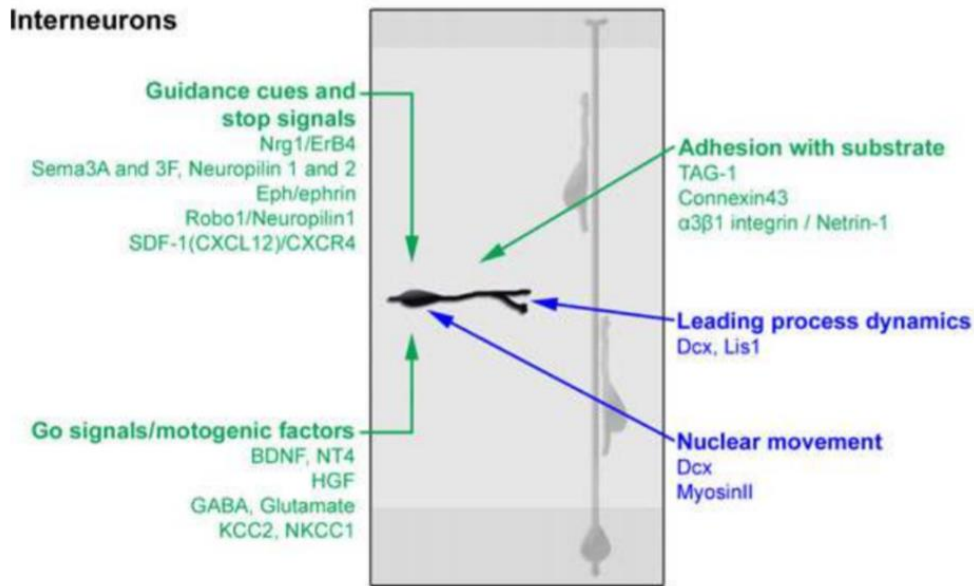 Interneurons
Guidance cues and
stop signals
Nrg1/ErB4
Sema3A and 3F, Neuropilin 1 and 2
Eph/ephrin
Robo1/Neuropilin1
SDF-1(CXCL12)/CXCR4
Adhesion with substrate
TAG-1
Connexin43
α3β1 integrin / Netrin-1
Leading process dynamics
Dcx, Lis1
Go signals/motogenic factors
BDNF, NT4
HGF
GABA, Glutamate
KCC2, NKCC1
Nuclear movement
Dcx
MyosinII